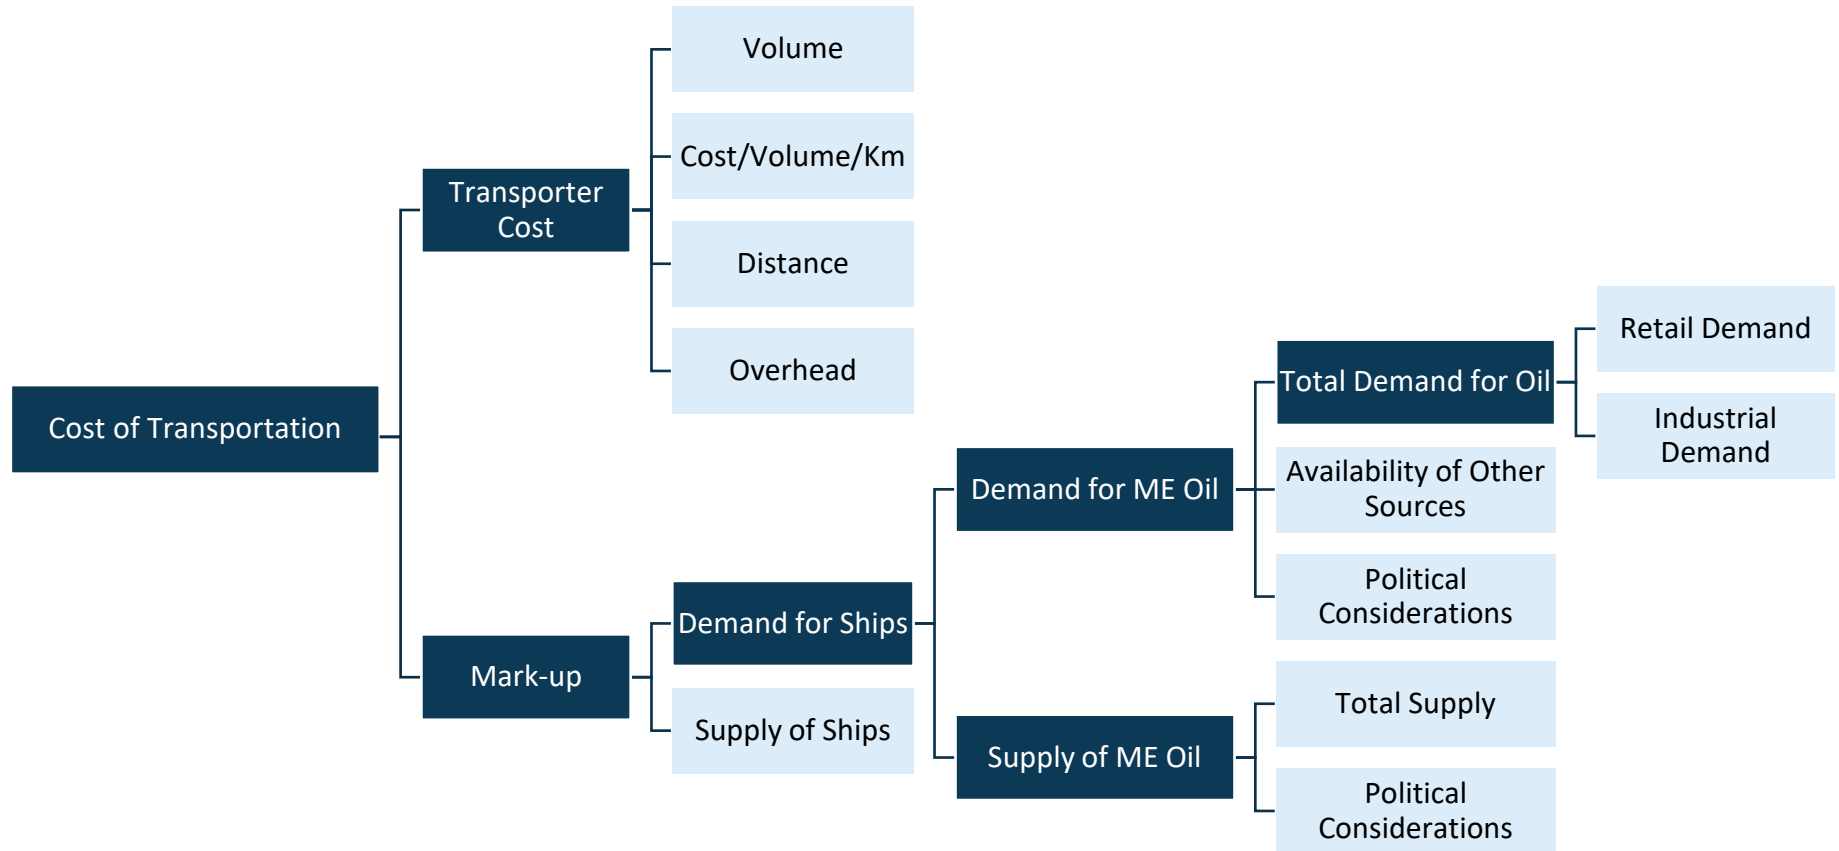 Volume
Cost/Volume/Km
Transporter
Cost
Distance
Overhead
Cost of Transportation
Retail Demand
Total Demand for Oil
Industrial
Demand
Demand for ME Oil
Availability of Other
Sources
Political
Considerations
Demand for Ships
Mark-up
Supply of Ships
Total Supply
Supply of ME Oil
Political
Considerations